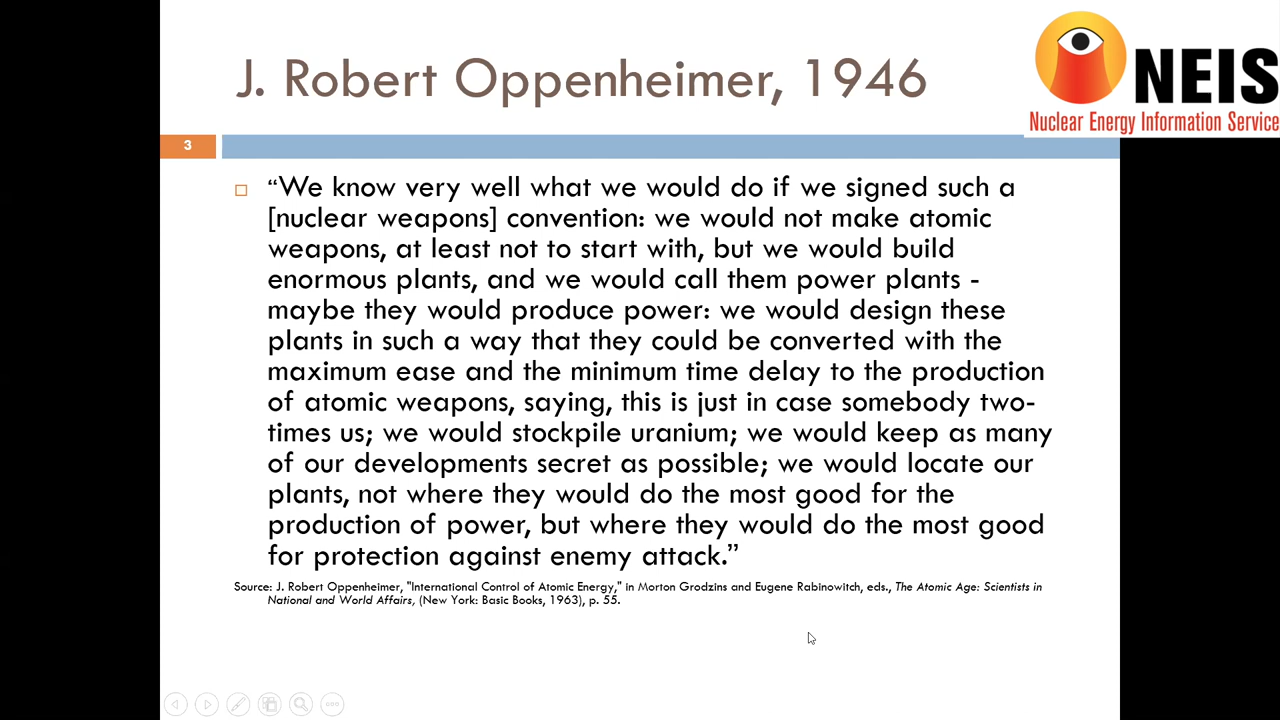 J. Robert Oppenheimer, 1946
NEIS
Nuclear Energy Information Service
3
“We know very well what we would do if we signed such a
[nuclear weapons] convention: we would not make atomic
weapons, at least not to start with, but we would build
enormous plants, and we would call them power plants -
maybe they would produce power: we would design these
plants in such a way that they could be converted with the
maximum ease and the minimum time delay to the production
of atomic weapons, saying, this is just in case somebody two-
times us; we would stockpile uranium; we would keep as many
of our developments secret as possible; we would locate our
plants, not where they would do the most good for the
production of power, but where they would do the most good
for protection against enemy attack.”
Source: J. Robert Oppenheimer, "International Control of Atomic Energy," in Morton Grodzins and Eugene Rabinowitch, eds., The Atomic Age: Scientists in
National and World Affairs, (New York: Basic Books, 1963), p. 55.